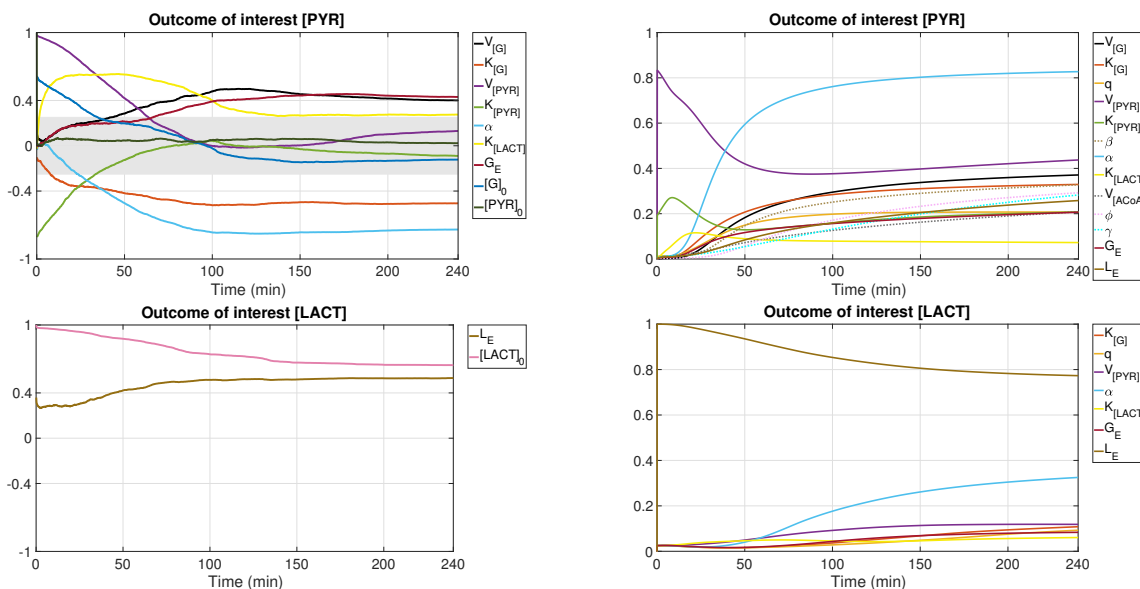 Outcome of interest [PYR]
1
0.4
0
-0.4
-1
0
50
100
150
200
240
Time (min)
V[G]
K[G]
V[PYR]
K[PYR]
α
K[LACT]
GE
[G]0
[PYR]0
Outcome of interest [PYR]
1
0.8
0.6
0.4
0.2
0
0
50
100
150
200
240
Time (min)
V[G]
K[G]
q
V[PYR]
K[PYR]
β
α
K[LACT]
V[ACoA
ϕ
γ
GE
LE
Outcome of interest [LACT]
1
0.4
0
-0.4
-1
0
50
100
150
200
240
Time (min)
LE
[LACT]0
Outcome of interest [LACT]
1
0.8
0.6
0.4
0.2
0
0
50
100
150
200
240
Time (min)
K[G]
q
V[PYR]
α
K[LACT]
GE
LE